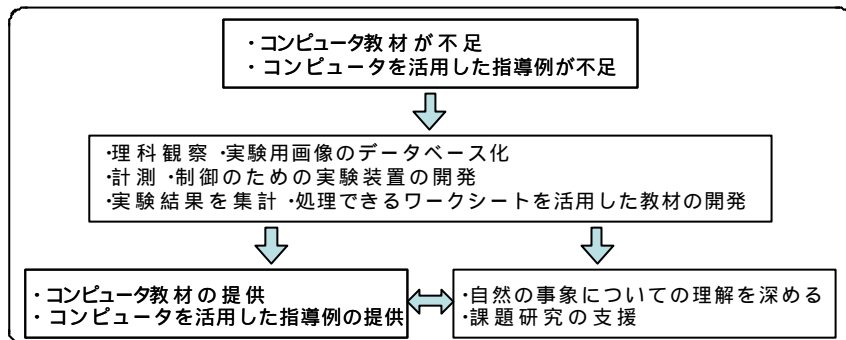 ・コンピュータ教材が不足
・コンピュータを活用した指導例が不足
・理科観察・実験用画像のデータベース化
・計測・制御のための実験装置の開発
・実験結果を集計・処理できるワークシートを活用した教材の開発
・コンピュータ教材の提供
・コンピュータを活用した指導例の提供
・自然の事象についての理解を深める
・課題研究の支援